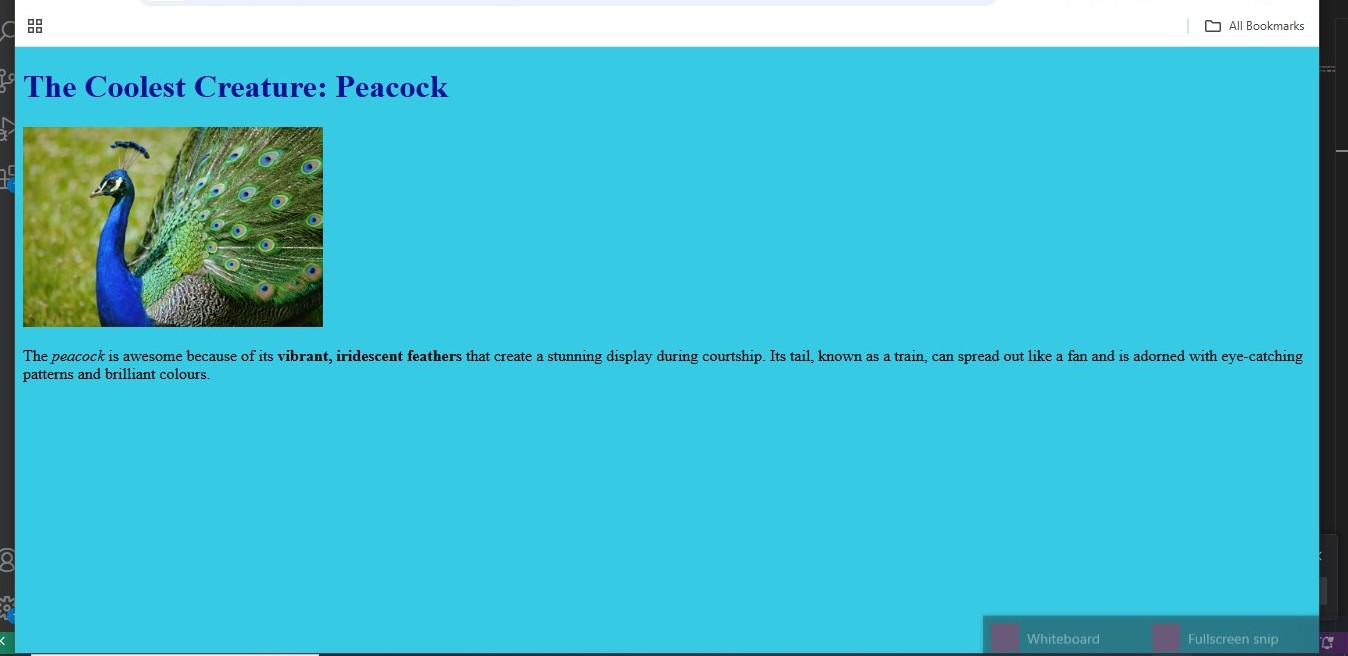 All Bookmarks
The Coolest Creature: Peacock
The peacock is awesome because of its vibrant, iridescent feathers that create a stunning display during courtship. Its tail, known as a train, can spread out like a fan and is adorned with eye-catching
patterns and brilliant colours.
Whiteboard
Fullscreen snip